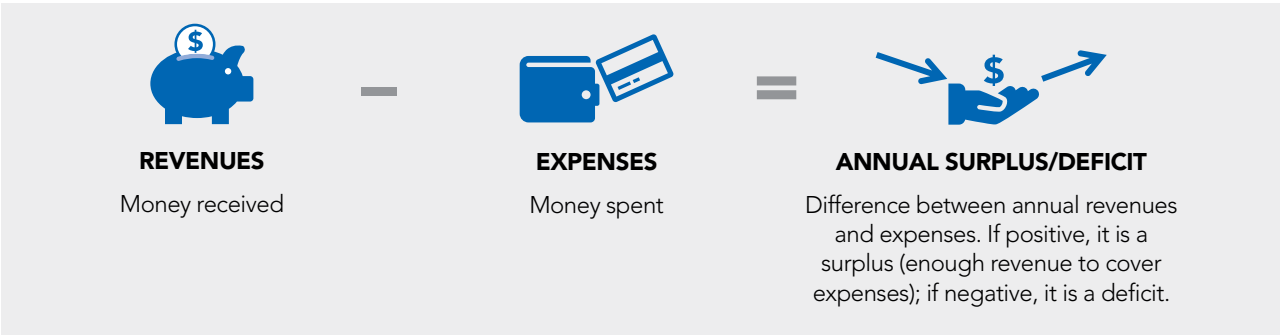 $
REVENUES
Money received
EXPENSES
Money spent
$
ANNUAL SURPLUS/DEFICIT
Difference between annual revenues
and expenses. If positive, it is a
surplus (enough revenue to cover
expenses); if negative, it is a deficit.